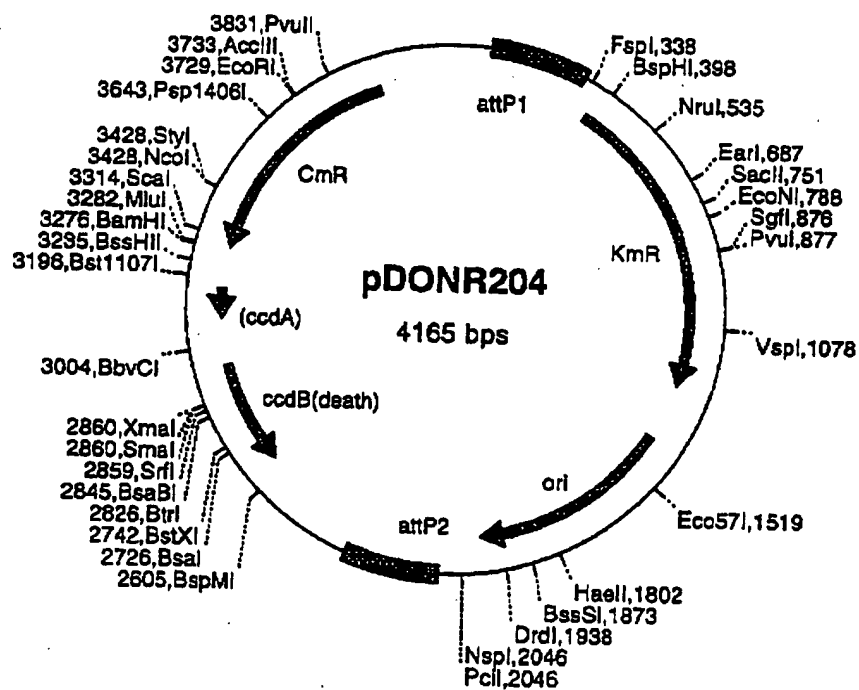 3831,PvuII
3733,AccIII
3729,EcoRI
3643,Psp1406I
3428,StyI
3428,NcoI
3314,ScaI
3282,MluI
3276,BamHI
3295,BssHII
3196,Bst1107I
3004,BbvCI
2860,XmaI
2860,SmaI
2859,SrfI
2845,BsaBI
2826,BtrI
2742,BstXI
2726,BsaI
2605,BspMI
attP1
CmR
(ccdA)
ccdB(death)
attP2
pDONR204
4165 bps
KmR
ori
FspI,338
BspHI,398
NruI,535
EarI,687
SacII,751
EcoNI,788
SgfI,876
PvuI,877
VspI,1078
Eco57I,1519
HaeII,1802
BssSI,1873
DrdI,1938
NspI,2046
PciI,2046